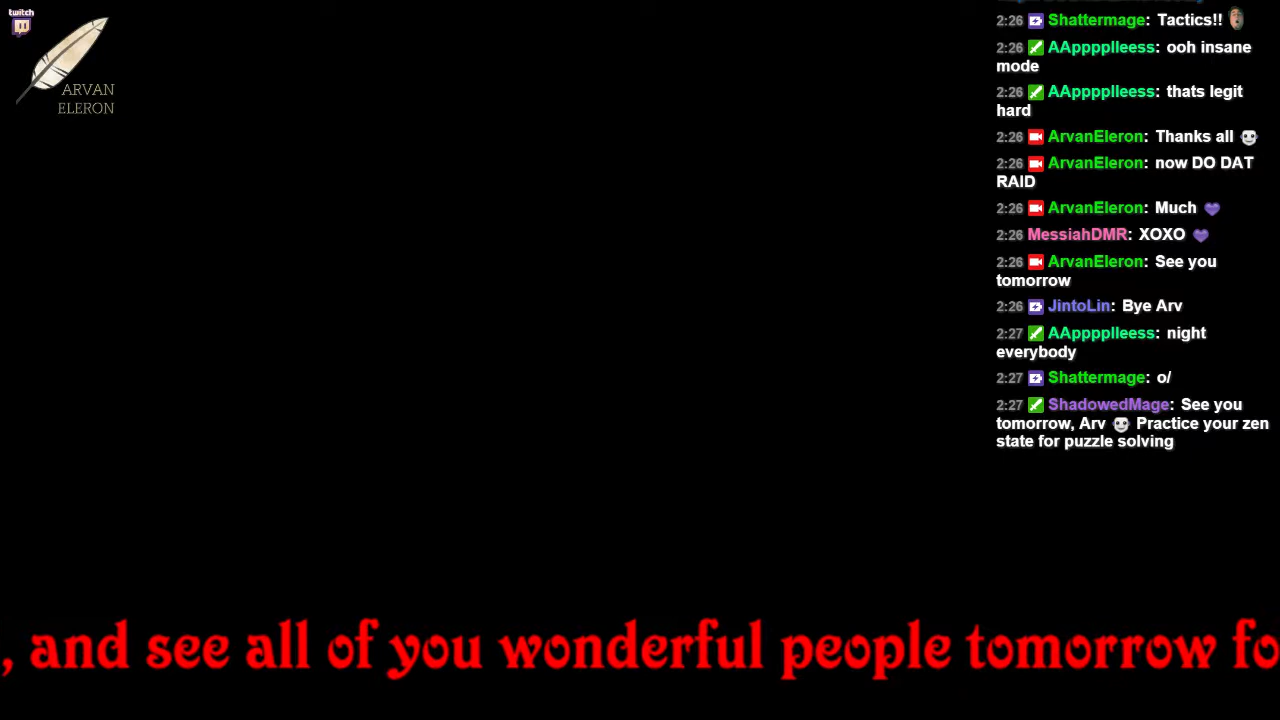 twitch
ARVAN
ELERON
2:26 Shattermage: Tactics!!
2:26 AApppplleess: ooh insane
mode
2:26 AApppplleess: thats legit
hard
2:26 ArvanEleron: Thanks all
2:26 ArvanEleron: now DO DAT
RAID
2:26 ArvanEleron: Much
2:26 MessiahDMR: XOXO
2:26 ArvanEleron: See you
tomorrow
2:26 JintoLin: Bye Arv
2:27 AApppplleess: night
everybody
2:27 Shattermage: o/
2:27 ShadowedMage: See you
tomorrow, Arv Practice your zen
state for puzzle solving
, and see all of you wonderful people tomorrow fo